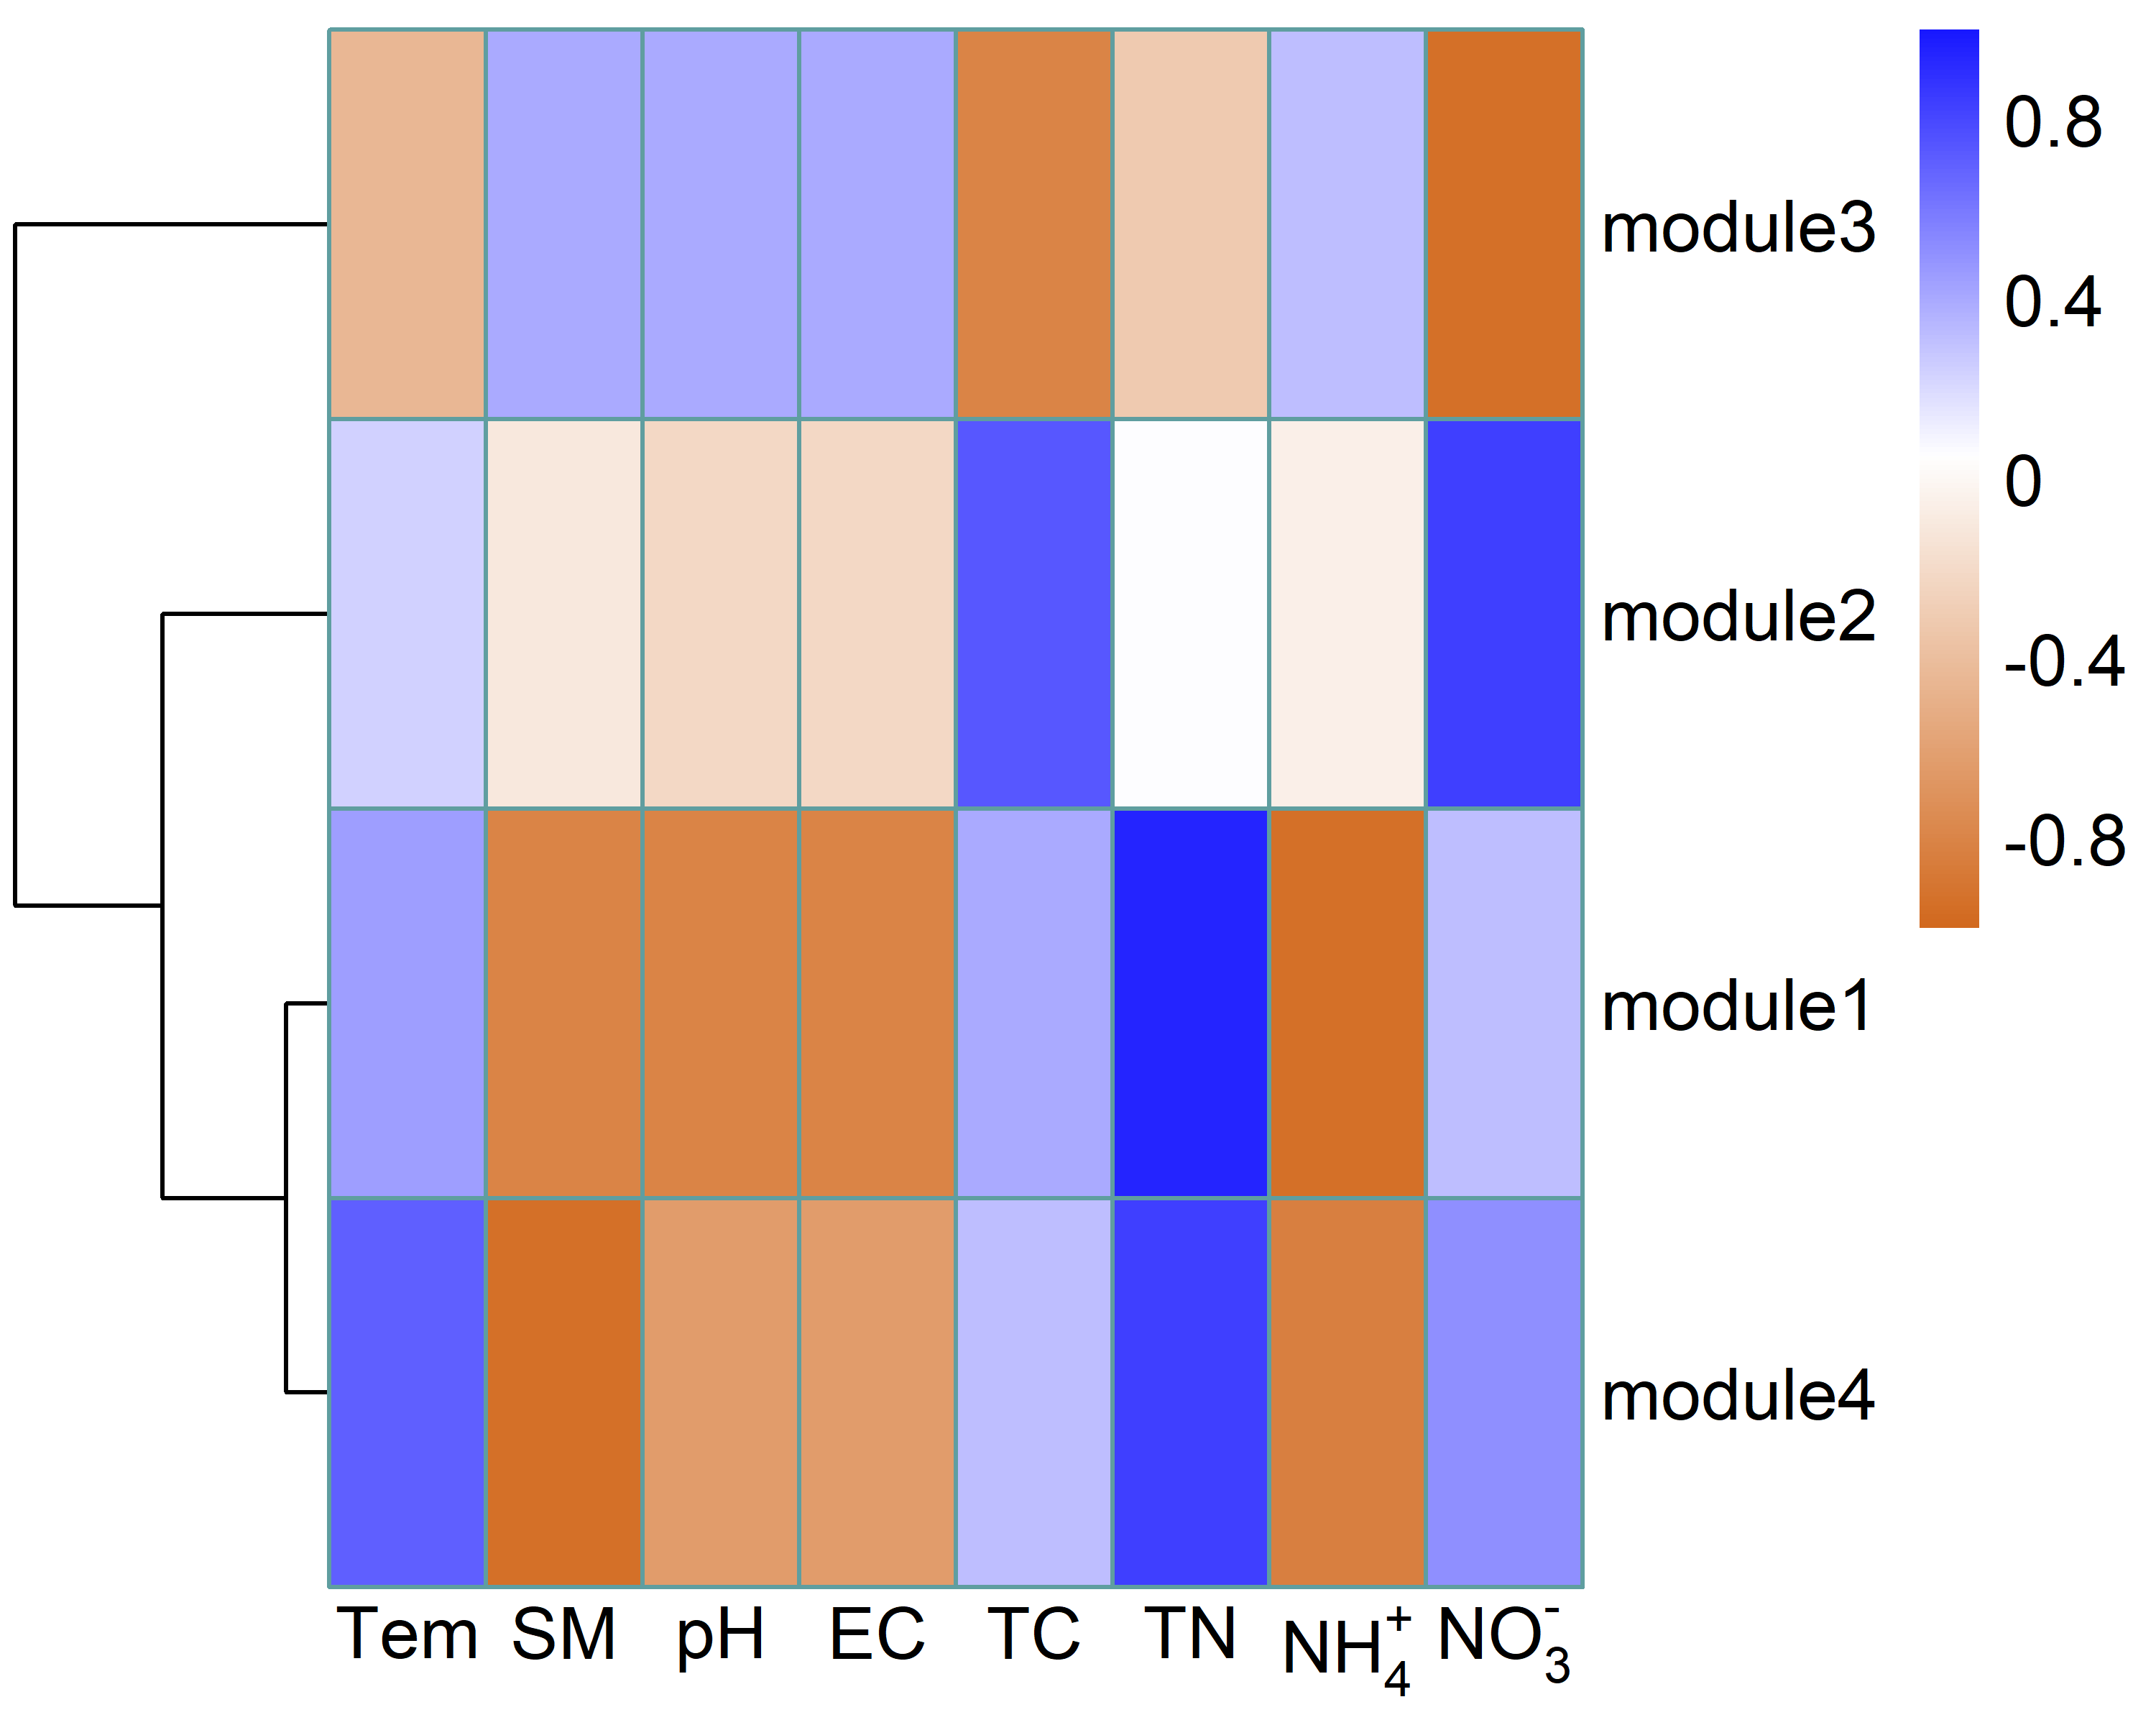 0.8
module3
0.4
0
module2
-0.4
-0.8
module1
module4
Tem SM pH EC TC TN NH₄⁺ NO₃⁻